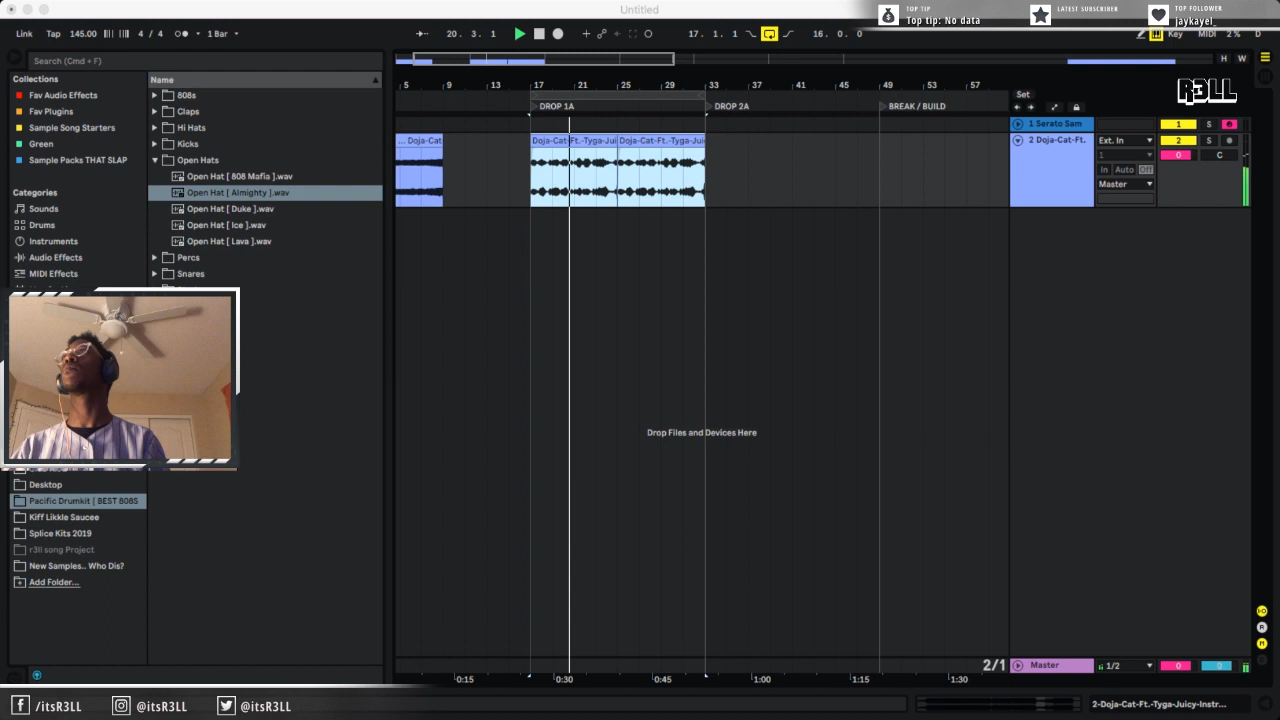 Untitled
TOP TIP
Top tip: No data
LATEST SUBSCRIBER
TOP FOLLOWER
jaykayel_
Link Tap 145.00 4 / 4 1 Bar
20. 3. 1
17. 1. 1
16. 0. 0
Key MIDI 2 % D
Search (Cmd + F)
H W
Collections
Fav Audio Effects
Fav Plugins
Sample Song Starters
Green
Sample Packs THAT SLAP
Categories
Sounds
Drums
Instruments
Audio Effects
MIDI Effects
Name
808s
Claps
Hi Hats
Kicks
Open Hats
Open Hat [ 808 Mafia ].wav
Open Hat [ Almighty ].wav
Open Hat [ Duke ].wav
Open Hat [ Ice ].wav
Open Hat [ Lava ].wav
Percs
Snares
Desktop
Pacific Drumkit [ BEST 808S
Kiff Likkle Saucee
Splice Kits 2019
r3ll song Project
New Samples.. Who Dis?
Add Folder...
5 9 13 17 21 25 29 33 37 41 45 49 53 57
DROP 1A DROP 2A BREAK / BUILD
... Doja-Cat Doja-Cat- Ft.-Tyga-Jui Doja-Cat-Ft.-Tyga-Jui
Drop Files and Devices Here
R3LL
Set
1 Serato Sam 1 S
2 Doja-Cat-Ft. Ext. In 2 S
1 0 C
In Auto Off
Master
2/1 Master 1/2 0 0
0:15 0:30 0:45 1:00 1:15 1:30
/itsR3LL @itsR3LL @itsR3LL
2-Doja-Cat-Ft.-Tyga-Juicy-Instr...